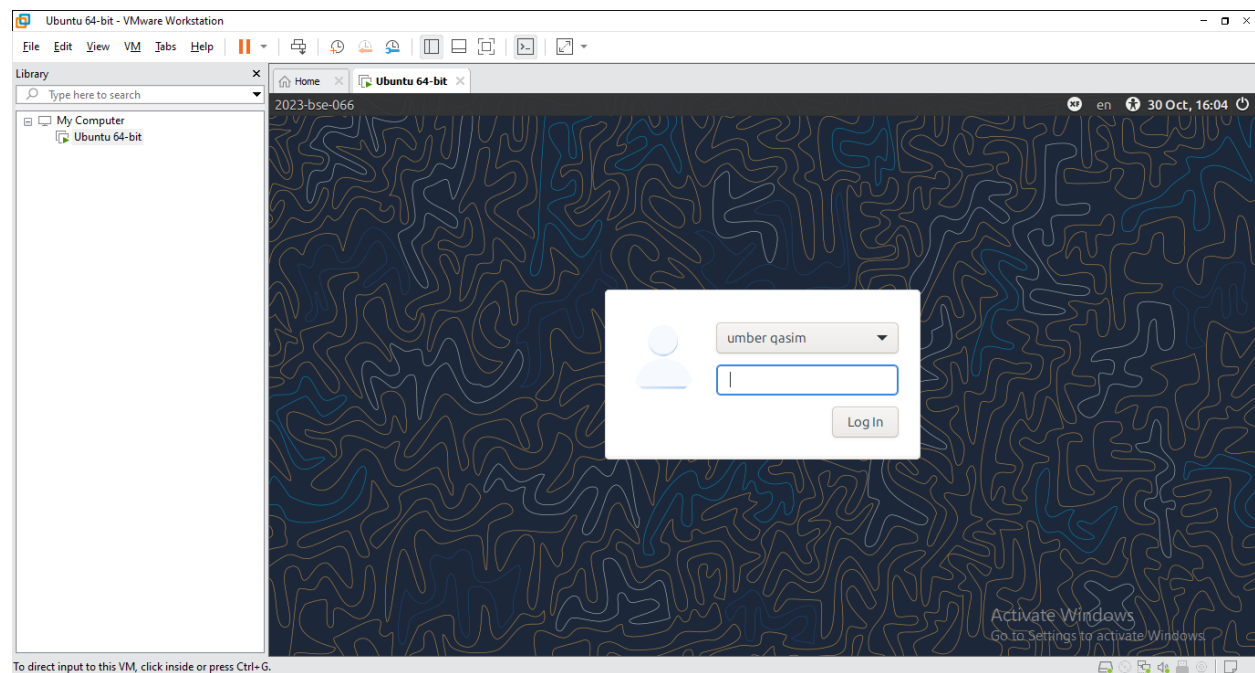 Ubuntu 64-bit - VMware Workstation
File Edit View VM Tabs Help
Library
Type here to search
My Computer
Ubuntu 64-bit
Home
Ubuntu 64-bit
2023-bse-066
en 30 Oct, 16:04
umber qasim
Log In
Activate Windows
Go to Settings to activate Windows.
To direct input to this VM, click inside or press Ctrl+G.